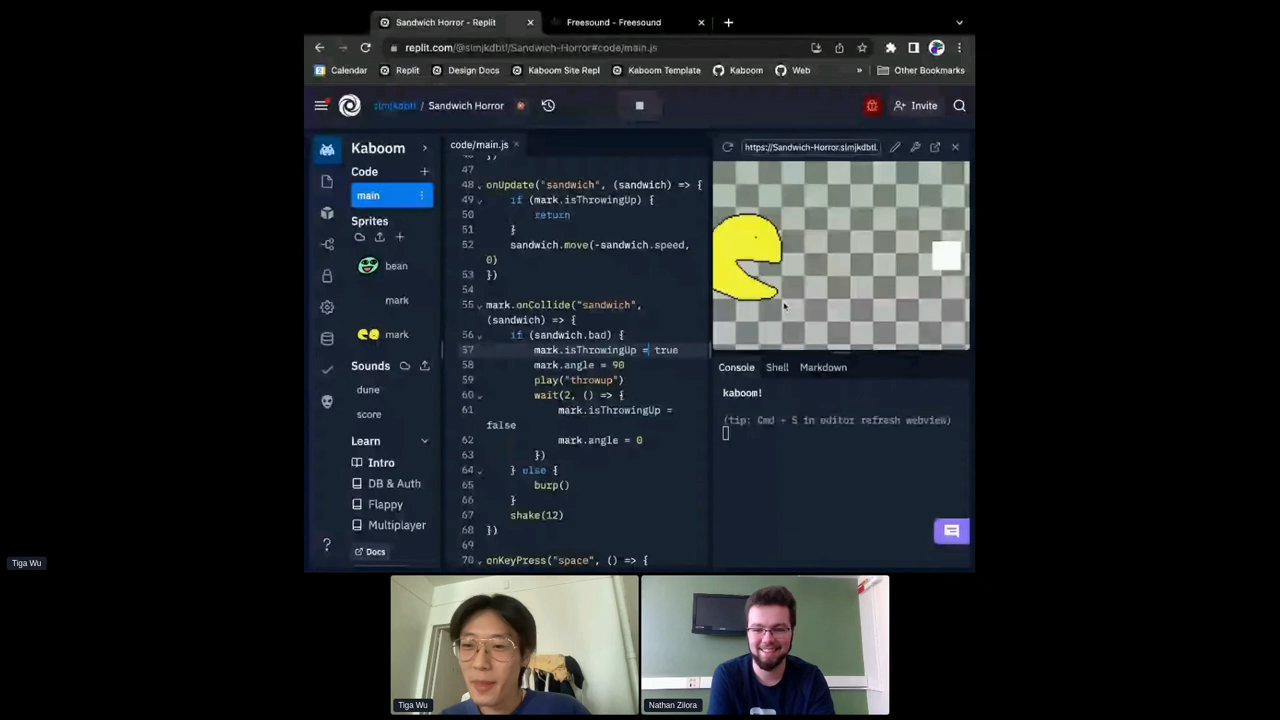 Sandwich Horror - Replit
Freesound - Freesound
replit.com/@slmjkdbtl/Sandwich-Horror#code/main.js
Calendar
Replit
Design Docs
Kaboom Site Repl
Kaboom Template
Kaboom
Web
»
Other Bookmarks
slmjkdbtl / Sandwich Horror
Invite
Kaboom
Code
main
Sprites
bean
mark
mark
Sounds
dune
score
Learn
Intro
DB & Auth
Flappy
Multiplayer
Docs
code/main.js
47
48 onUpdate("sandwich", (sandwich) => {
49 if (mark.isThrowingUp) {
50 return
51 }
52 sandwich.move(-sandwich.speed,
0)
53 })
54
55 mark.onCollide("sandwich",
(sandwich) => {
56 if (sandwich.bad) {
57 mark.isThrowingUp = true
58 mark.angle = 90
59 play("throwup")
60 wait(2, () => {
61 mark.isThrowingUp =
false
62 mark.angle = 0
63 })
64 } else {
65 burp()
66 }
67 shake(12)
68 })
69
70 onKeyPress("space", () => {
https://Sandwich-Horror.slmjkdbtl.
Console
Shell
Markdown
kaboom!
(tip: Cmd + S in editor refresh webview)
Tiga Wu
Tiga Wu
Nathan Zilora